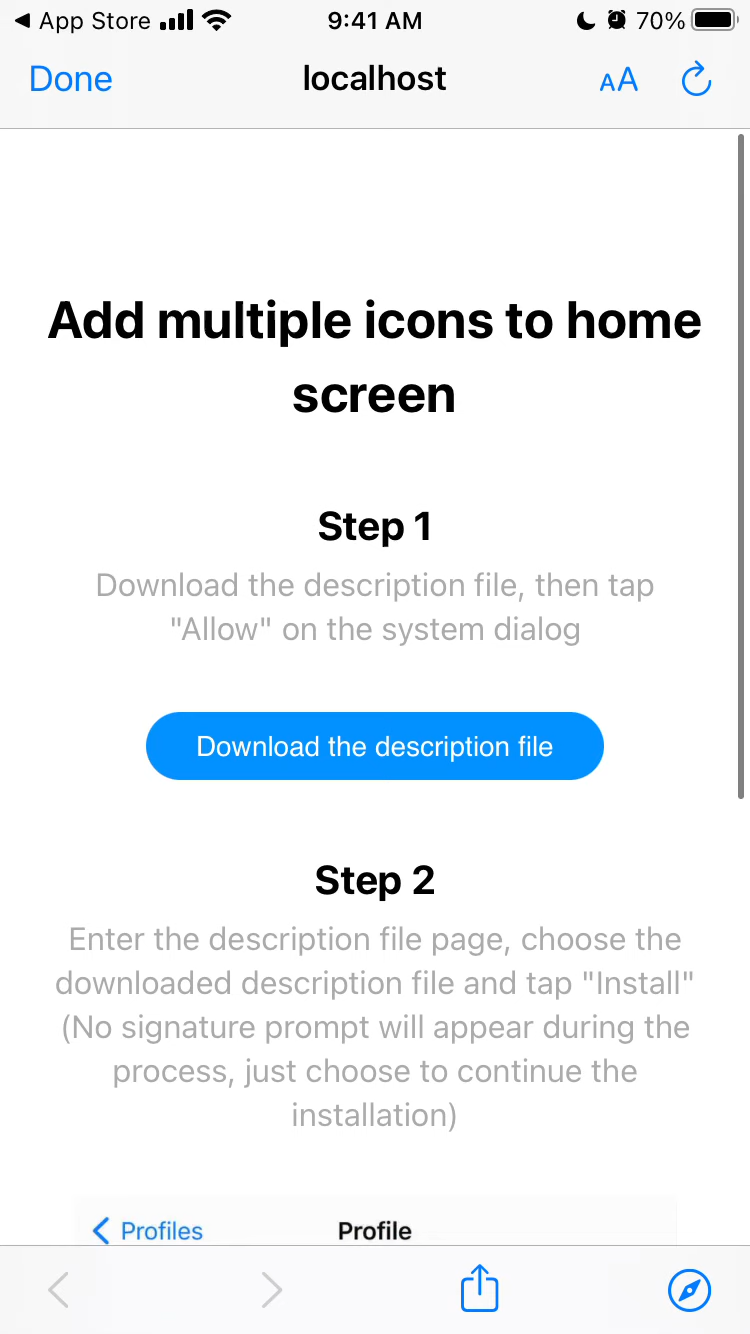 App Store
9:41 AM
70%
Done
localhost
AA
Add multiple icons to home
screen
Step 1
Download the description file, then tap
"Allow" on the system dialog
Download the description file
Step 2
Enter the description file page, choose the
downloaded description file and tap "Install"
(No signature prompt will appear during the
process, just choose to continue the
installation)
Profiles
Profile